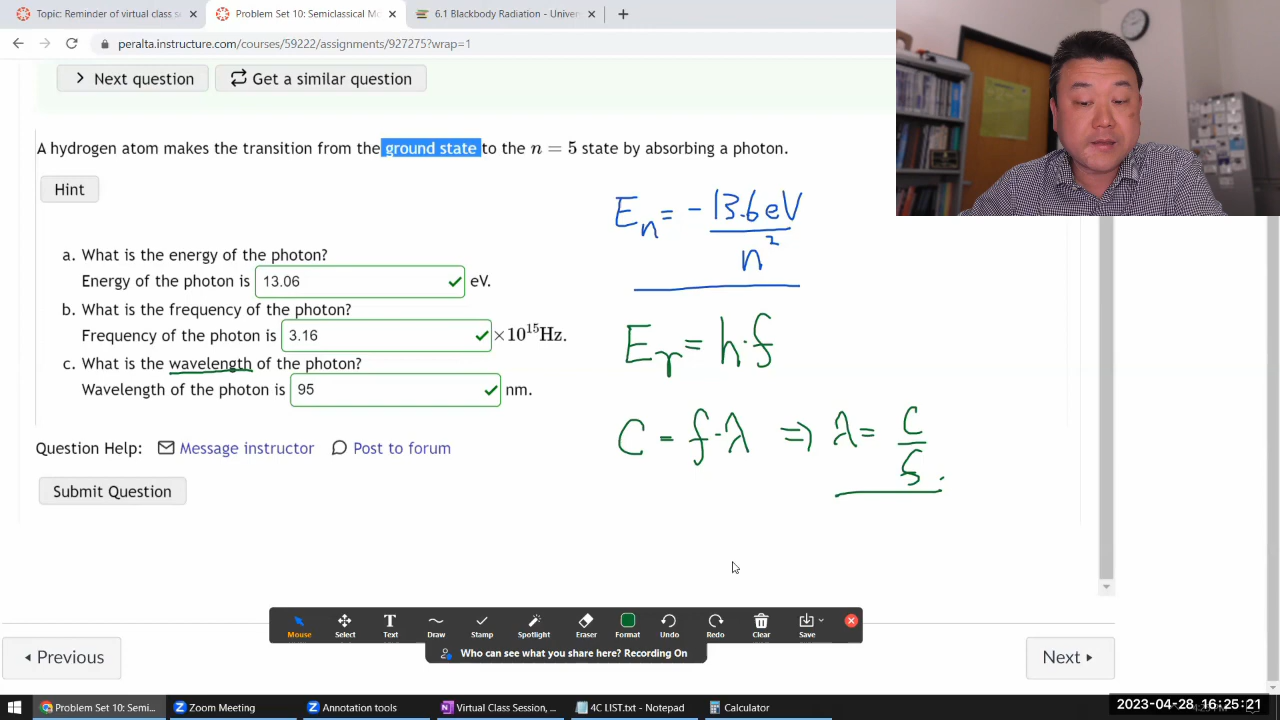 Topic: Reminder of virtual class se
Problem Set 10: Semiclassical Mo
6.1 Blackbody Radiation - Univer
peralta.instructure.com/courses/59222/assignments/927275?wrap=1
Next question
Get a similar question
A hydrogen atom makes the transition from the ground state to the n = 5 state by absorbing a photon.
Hint
Eₙ = - 13.6 eV / n²
a. What is the energy of the photon?
Energy of the photon is 13.06 eV.
b. What is the frequency of the photon?
Frequency of the photon is 3.16 ×10¹⁵Hz.
Eᵧ = h·f
c. What is the wavelength of the photon?
Wavelength of the photon is 95 nm.
C = f·λ ⇒ λ = C / f
Question Help: Message instructor Post to forum
Submit Question
Mouse Select Text Draw Stamp Spotlight Eraser Format Undo Redo Clear Save
Who can see what you share here? Recording On
Previous
Next
Problem Set 10: Semi...
Zoom Meeting
Annotation tools
Virtual Class Session, ...
4C LIST.txt - Notepad
Calculator
2023-04-28 16:25:21